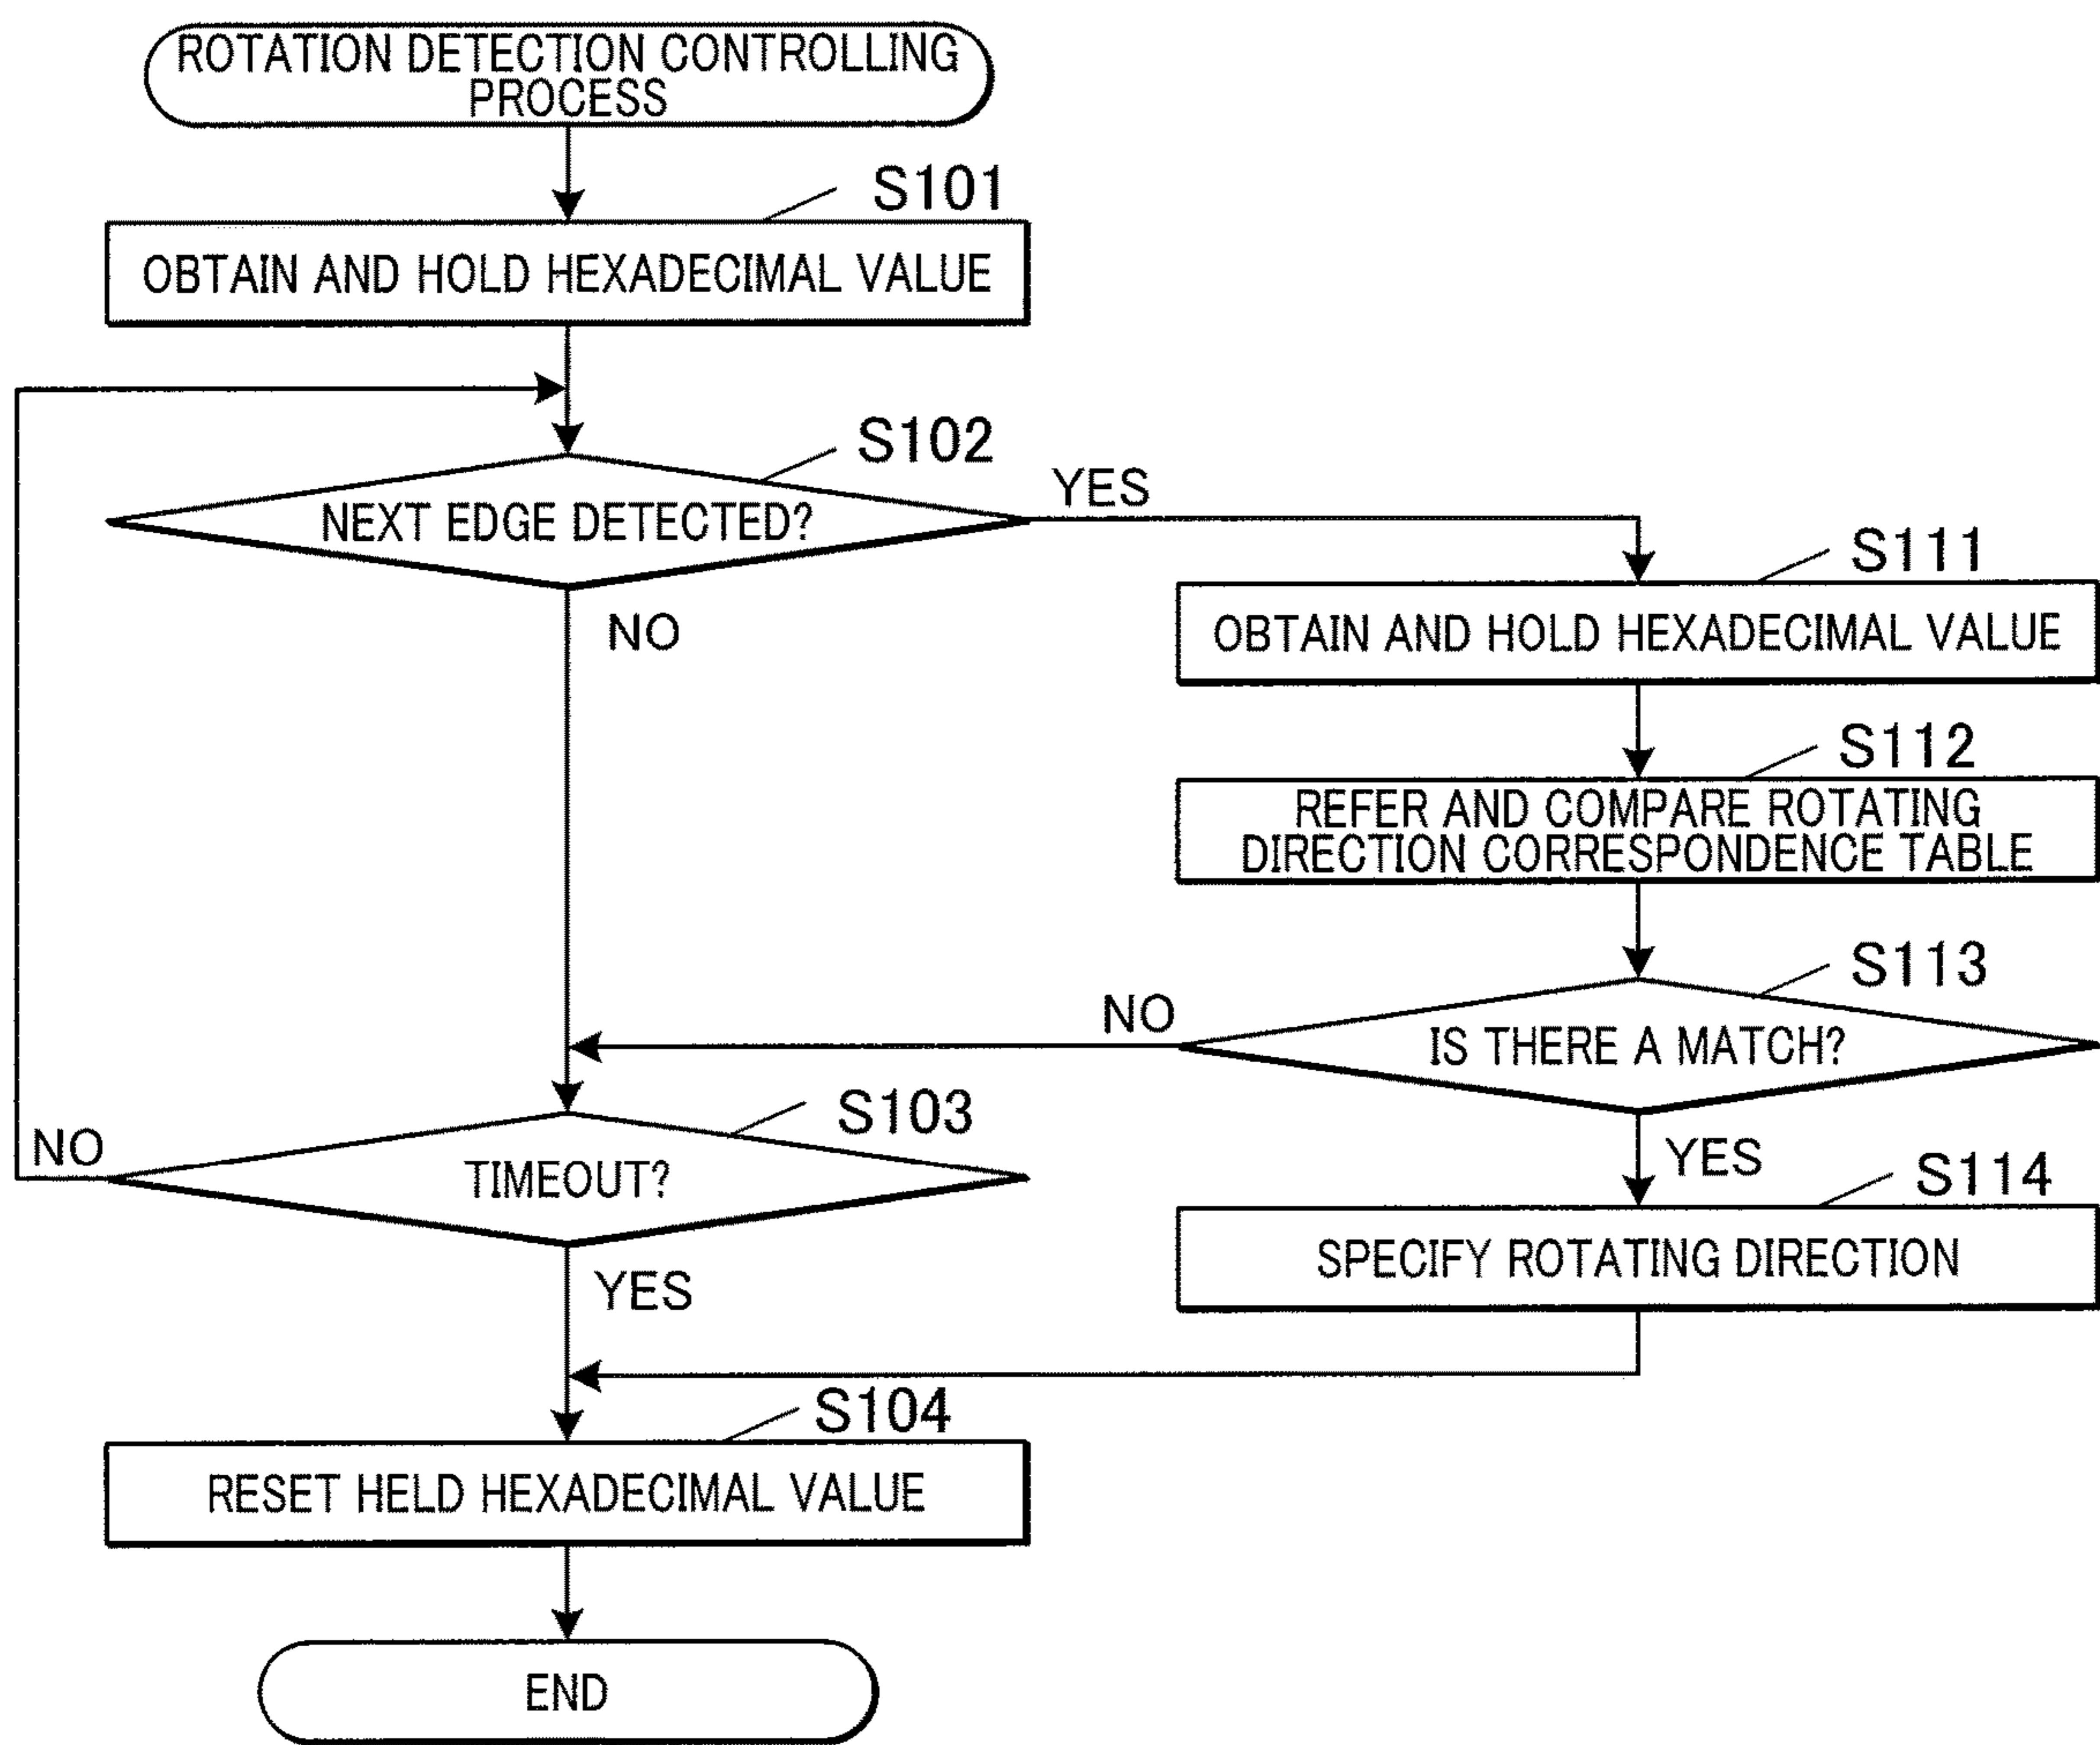 ROTATION DETECTION CONTROLLING
PROCESS
S101
OBTAIN AND HOLD HEXADECIMAL VALUE
S102
NEXT EDGE DETECTED?
YES
NO
S111
OBTAIN AND HOLD HEXADECIMAL VALUE
S112
REFER AND COMPARE ROTATING
DIRECTION CORRESPONDENCE TABLE
S113
IS THERE A MATCH?
NO
YES
S103
TIMEOUT?
NO
YES
S114
SPECIFY ROTATING DIRECTION
S104
RESET HELD HEXADECIMAL VALUE
END